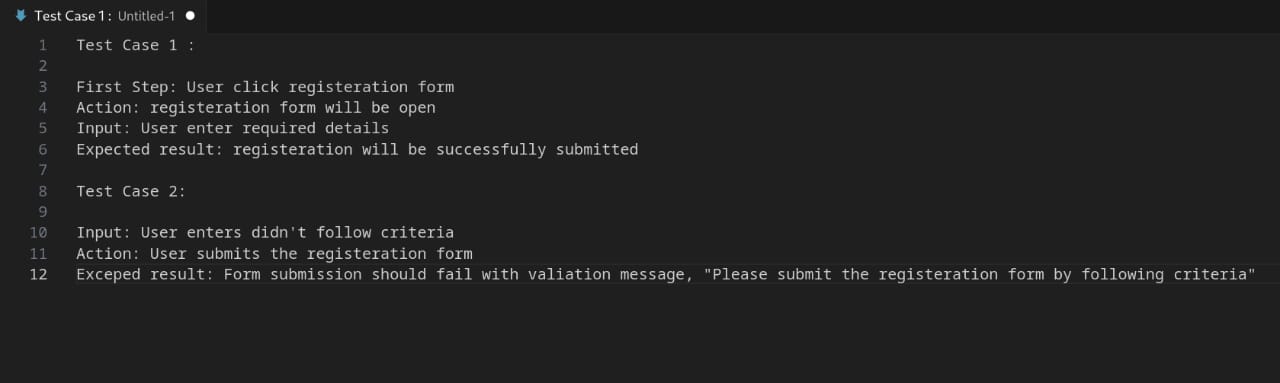 Test Case 1: Untitled-1
1 Test Case 1 :
2
3 First Step: User click registeration form
4 Action: registeration form will be open
5 Input: User enter required details
6 Expected result: registeration will be successfully submitted
7
8 Test Case 2:
9
10 Input: User enters didn't follow criteria
11 Action: User submits the registeration form
12 Exceped result: Form submission should fail with valiation message, "Please submit the registeration form by following criteria"